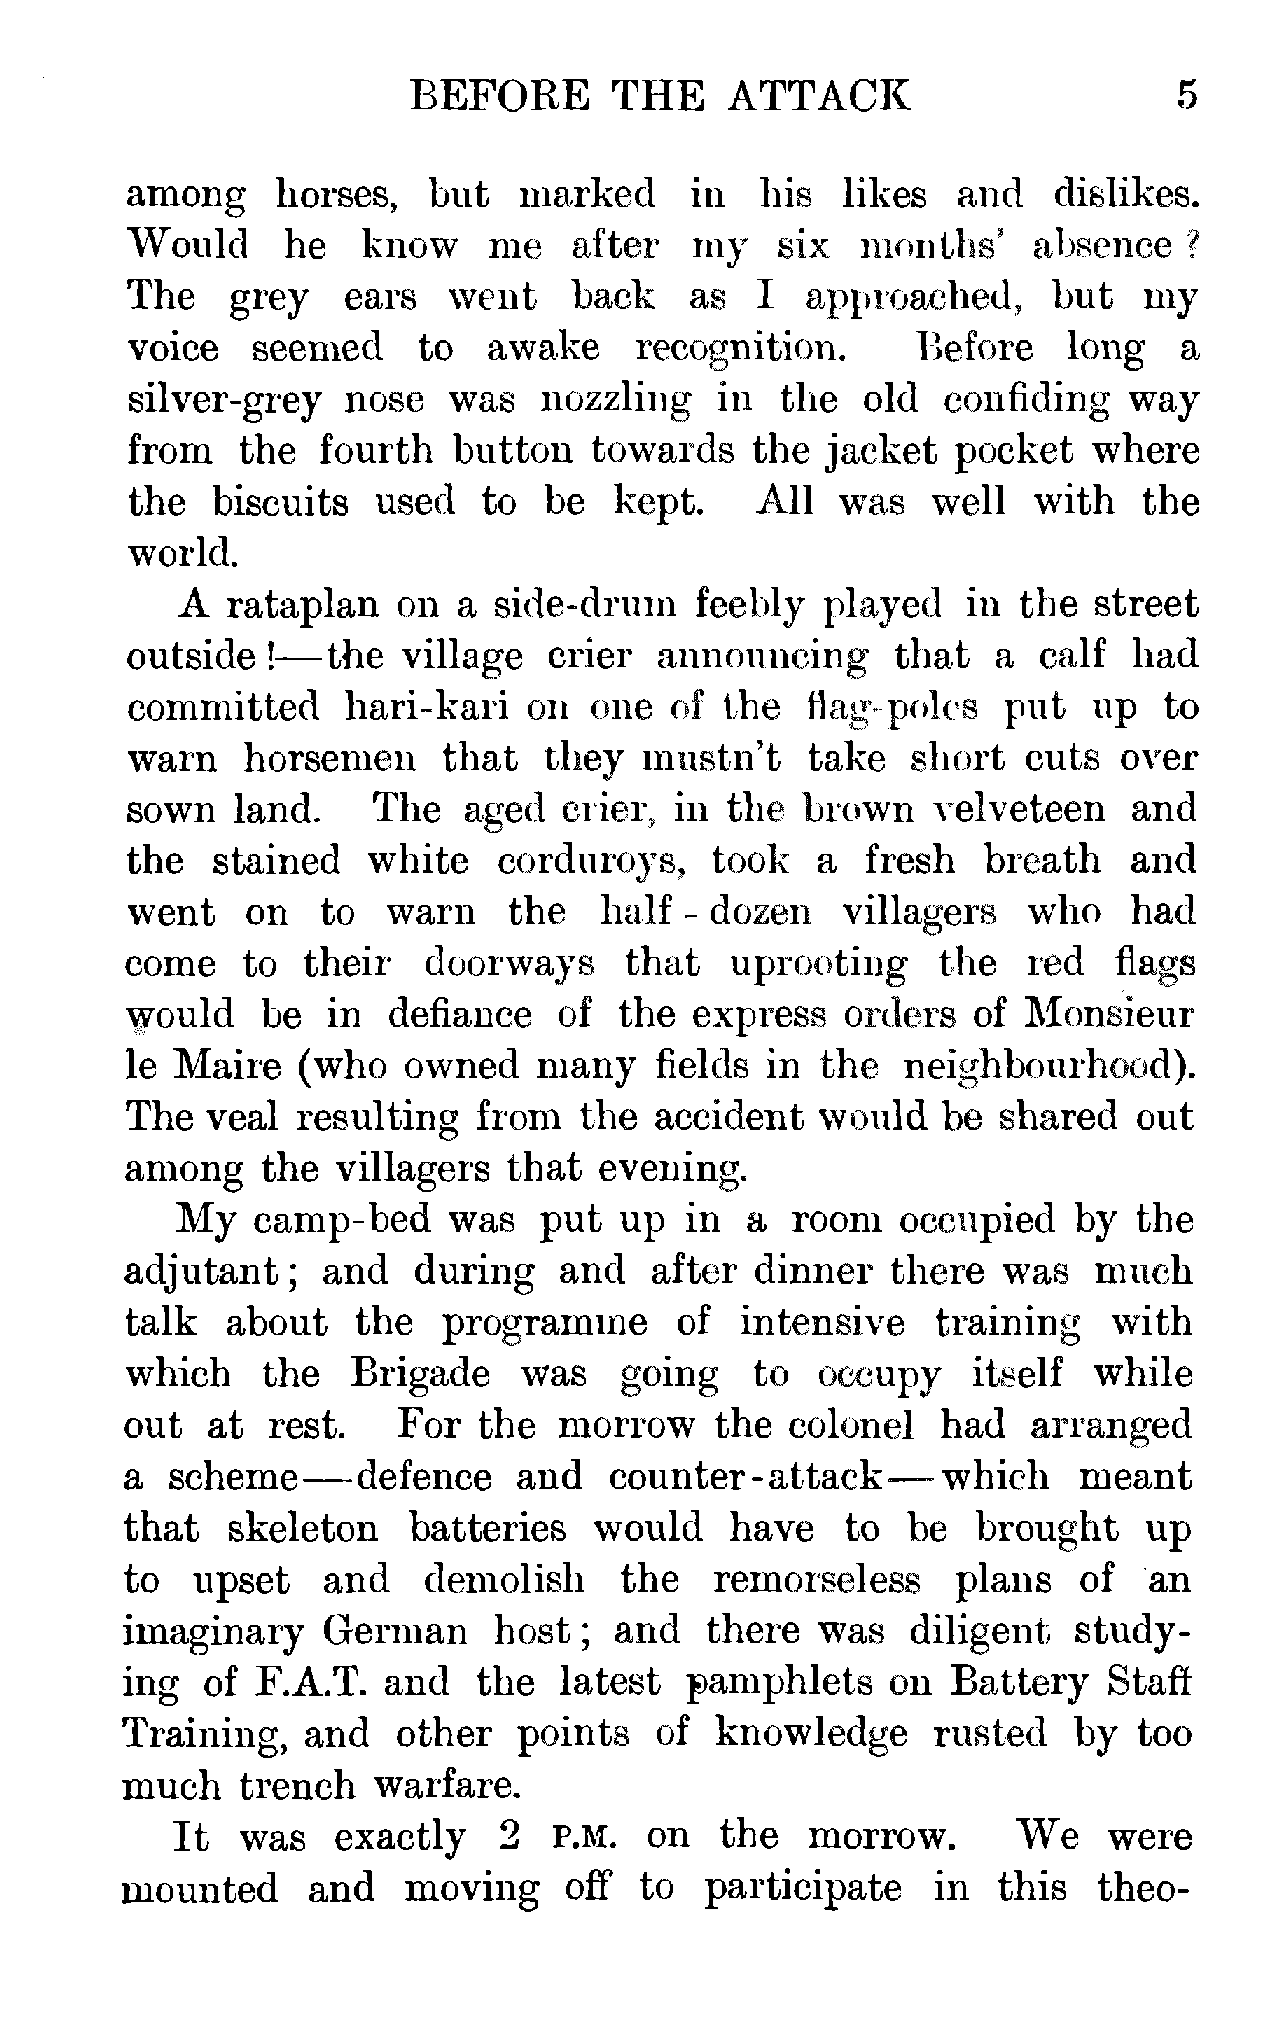 BEFORE THE ATTACK 5
among horses, but marked in his likes and dislikes.
Would he know me after my six months' absence ?
The grey ears went back as I approached, but my
voice seemed to awake recognition. Before long a
silver-grey nose was nozzling in the old confiding way
from the fourth button towards the jacket pocket where
the biscuits used to be kept. All was well with the
world.
A rataplan on a side-drum feebly played in the street
outside !—the village crier announcing that a calf had
committed hari-kari on one of the flag-poles put up to
warn horsemen that they mustn't take short cuts over
sown land. The aged crier, in the brown velveteen and
the stained white corduroys, took a fresh breath and
went on to warn the half-dozen villagers who had
come to their doorways that uprooting the red flags
would be in defiance of the express orders of Monsieur
le Maire (who owned many fields in the neighbourhood).
The veal resulting from the accident would be shared out
among the villagers that evening.
My camp-bed was put up in a room occupied by the
adjutant ; and during and after dinner there was much
talk about the programme of intensive training with
which the Brigade was going to occupy itself while
out at rest. For the morrow the colonel had arranged
a scheme—defence and counter-attack—which meant
that skeleton batteries would have to be brought up
to upset and demolish the remorseless plans of an
imaginary German host ; and there was diligent study-
ing of F.A.T. and the latest pamphlets on Battery Staff
Training, and other points of knowledge rusted by too
much trench warfare.
It was exactly 2 P.M. on the morrow. We were
mounted and moving off to participate in this theo-